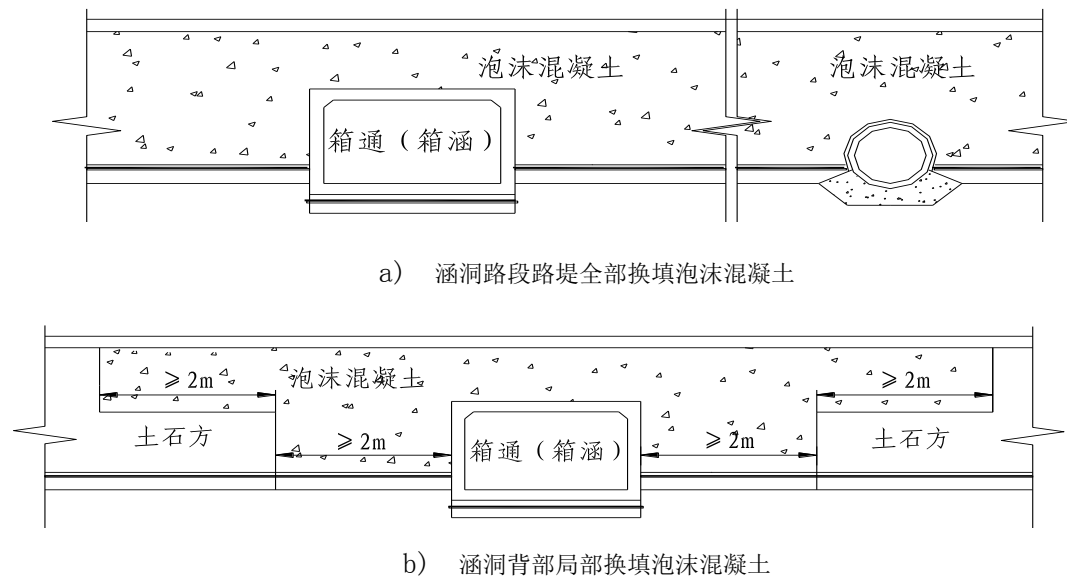 泡沫混凝土
泡沫混凝土
箱通（箱涵）
a) 涵洞路段路堤全部换填泡沫混凝土
≥2m
泡沫混凝土
≥2m
土石方
≥2m
箱通（箱涵）
≥2m
土石方
b) 涵洞背部局部换填泡沫混凝土